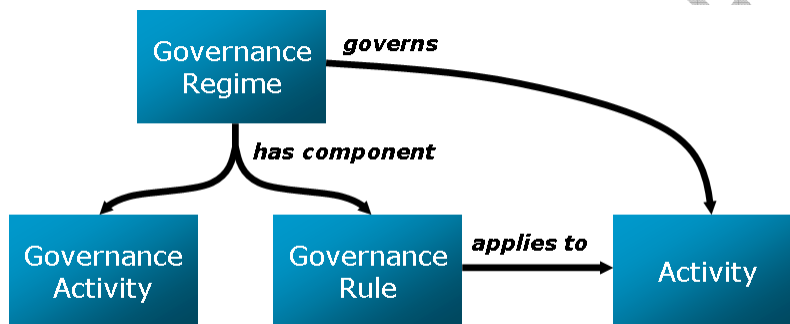 Governance
Regime
governs
has component
Governance
Activity
Governance
Rule
applies to
Activity